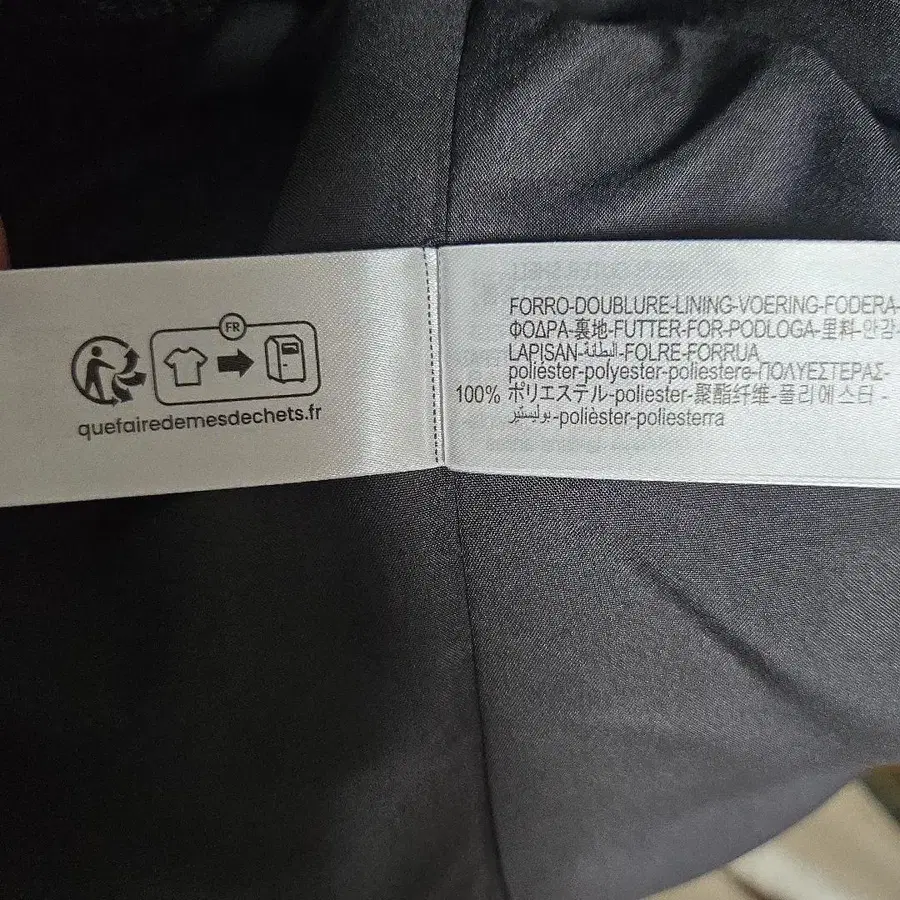 FR
quefairedemesdechets.fr
FORRO-DOUBLURE-LINING-VOERING-FODERA-
ΦΟΔΡΑ-裏地-FUTTER-FOR-PODLOGA-里料-안감-
LAPISAN-البطانة-FOLRE-FORRUA
poliéster-polyester-poliestere-ΠΟΛΥΕΣΤΕΡΑΣ-
100% ポリエステル-poliester-聚酯纤维-폴리에스터-
بوليستير-polièster-poliesterra